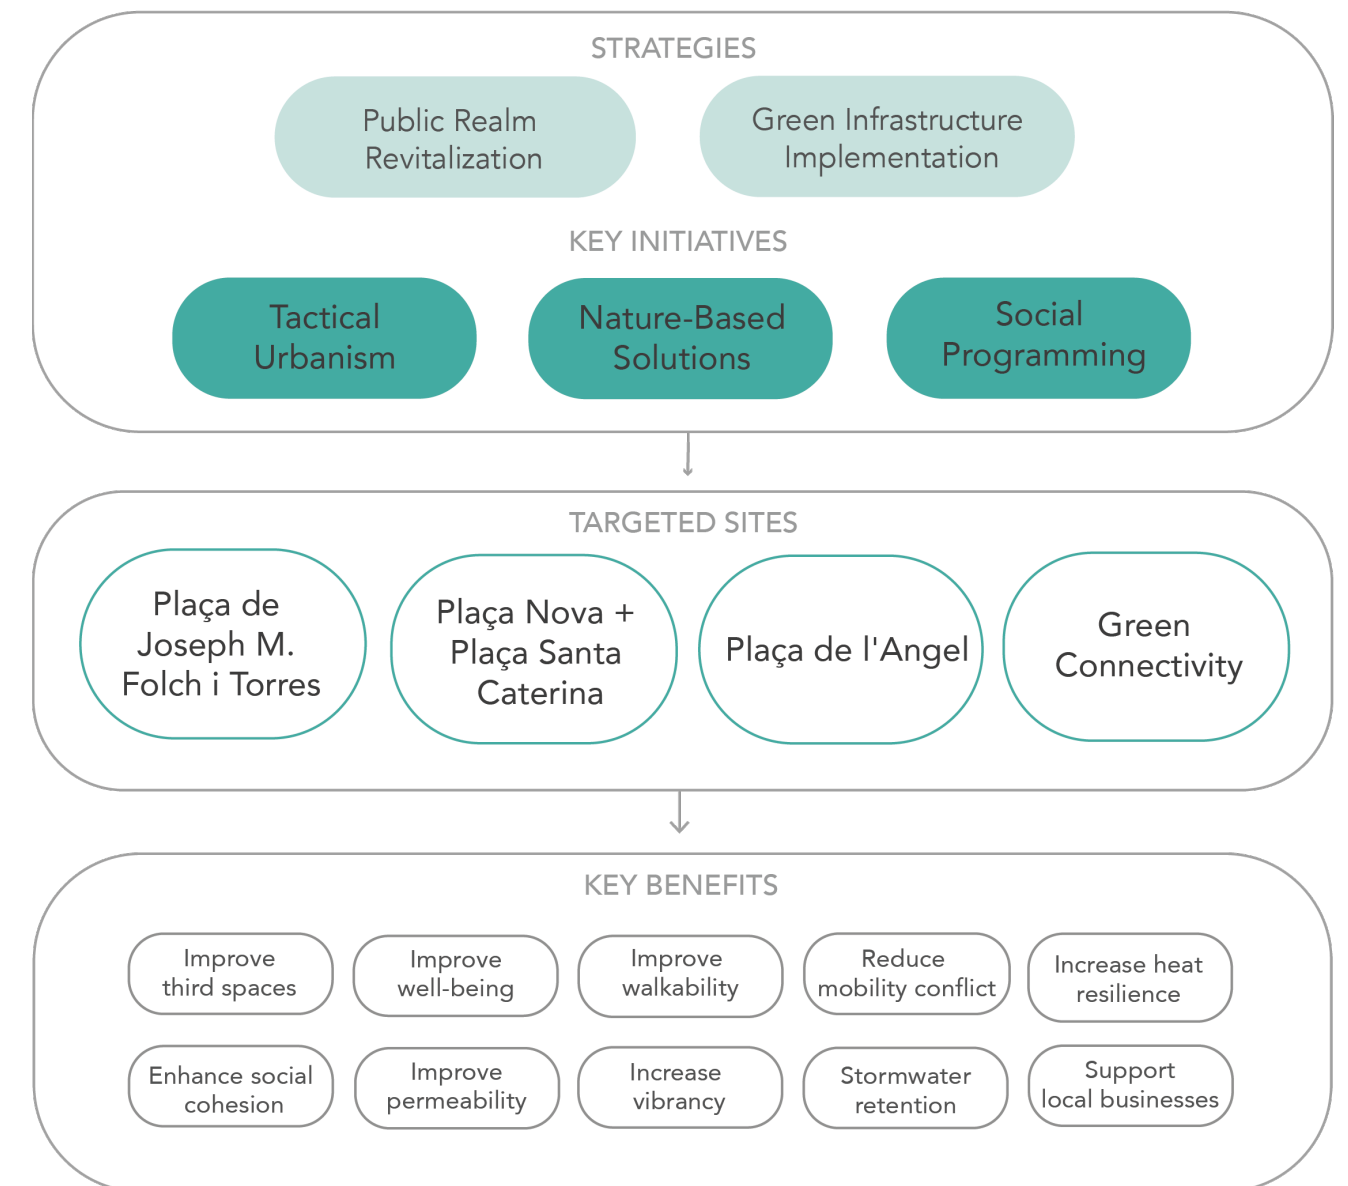 STRATEGIES
Public Realm
Revitalization
Green Infrastructure
Implementation
KEY INITIATIVES
Tactical
Urbanism
Nature-Based
Solutions
Social
Programming
TARGETED SITES
Plaça de
Joseph M.
Folch i Torres
Plaça Nova +
Plaça Santa
Caterina
Plaça de l'Angel
Green
Connectivity
KEY BENEFITS
Improve
third spaces
Improve
well-being
Improve
walkability
Reduce
mobility conflict
Increase heat
resilience
Enhance social
cohesion
Improve
permeability
Increase
vibrancy
Stormwater
retention
Support
local businesses